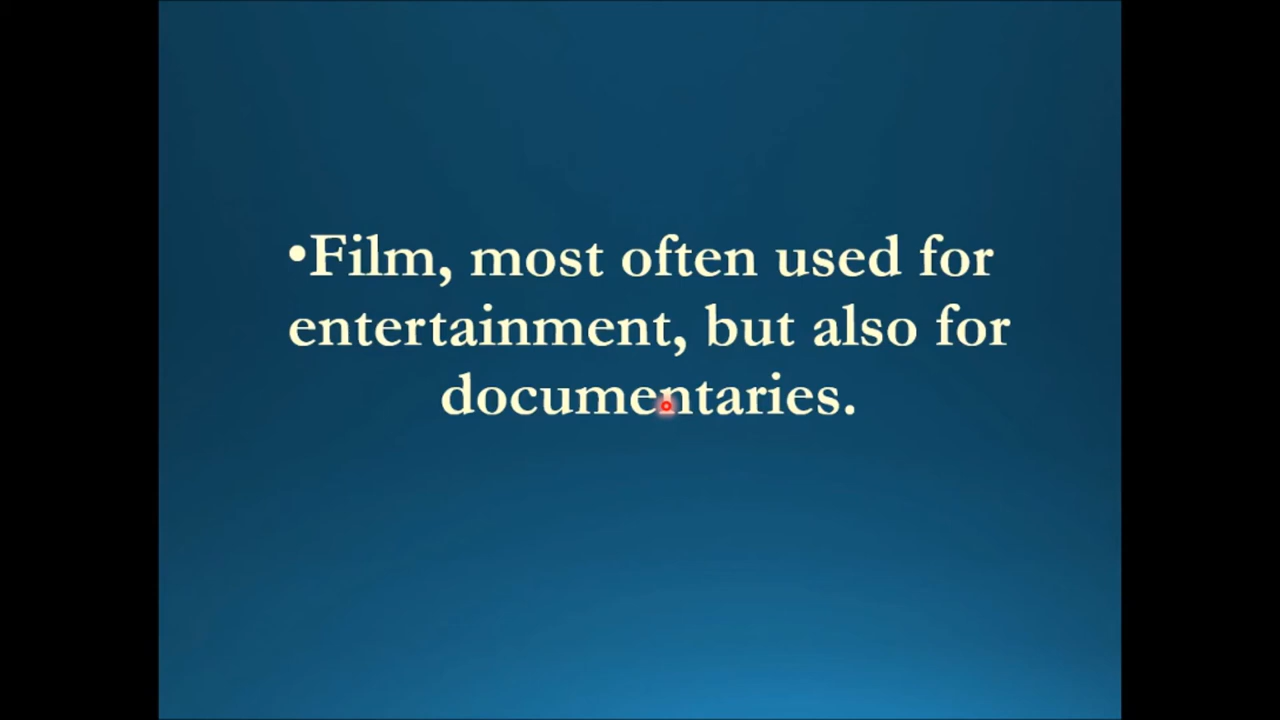 •Film, most often used for
entertainment, but also for
documentaries.